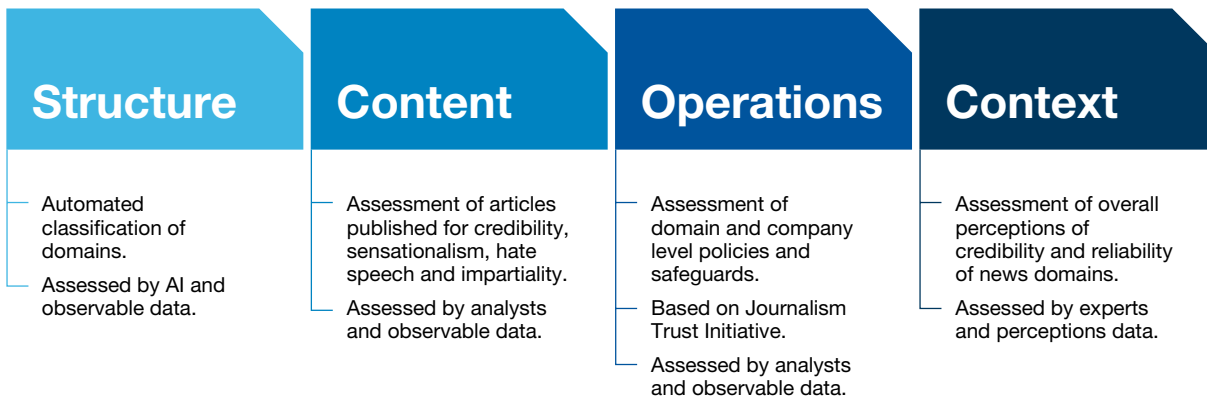 Structure
Automated
classification of
domains.
Assessed by AI and
observable data.
Content
Assessment of articles
published for credibility,
sensationalism, hate
speech and impartiality.
Assessed by analysts
and observable data.
Operations
Assessment of
domain and company
level policies and
safeguards.
Based on Journalism
Trust Initiative.
Assessed by analysts
and observable data.
Context
Assessment of overall
perceptions of
credibility and reliability
of news domains.
Assessed by experts
and perceptions data.